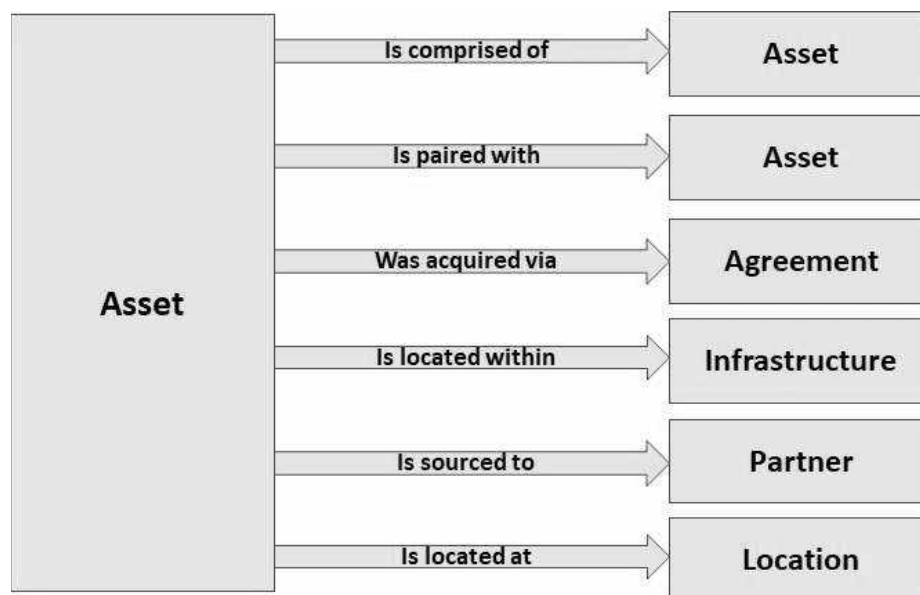 Asset
Is comprised of
Asset
Is paired with
Asset
Was acquired via
Agreement
Is located within
Infrastructure
Is sourced to
Partner
Is located at
Location